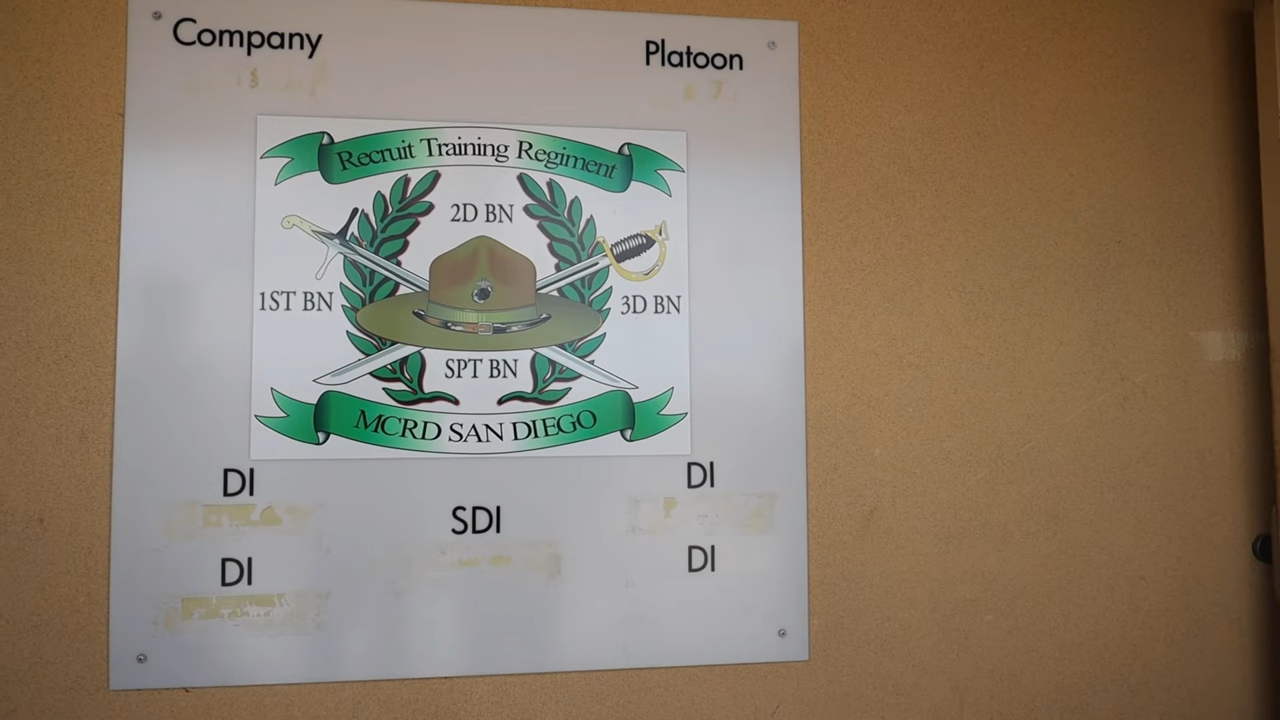 Company
Platoon
Recruit Training Regiment
2D BN
1ST BN
3D BN
SPT BN
MCRD SAN DIEGO
DI
DI
SDI
DI
DI